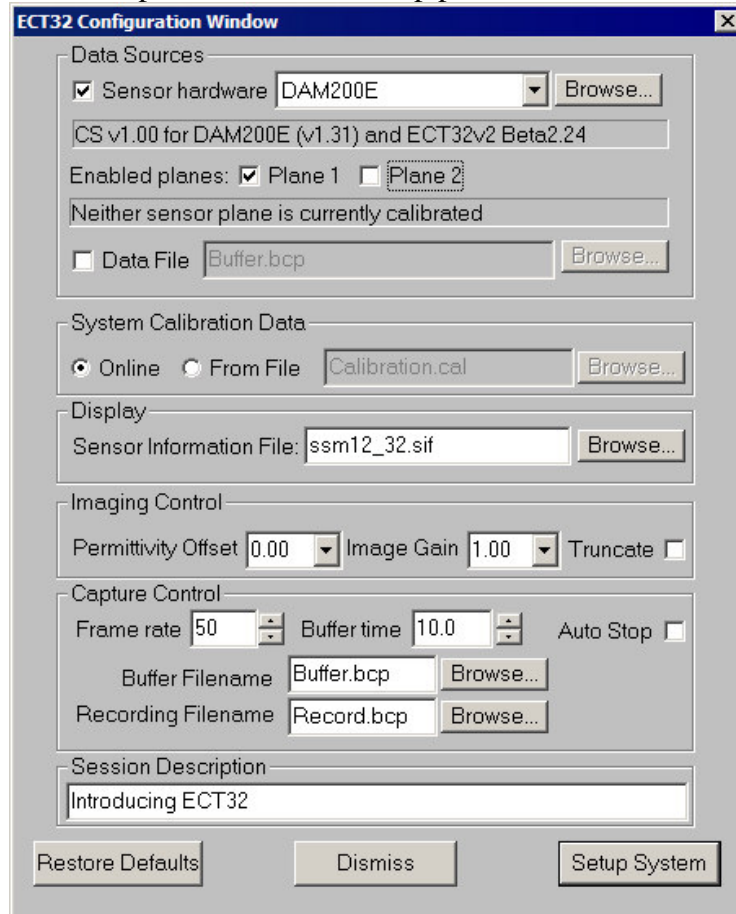 ECT32 Configuration Window
Data Sources
Sensor hardware DAM200E Browse...
CS v1.00 for DAM200E (v1.31) and ECT32v2 Beta2.24
Enabled planes: Plane 1 Plane 2
Neither sensor plane is currently calibrated
Data File Buffer.bcp Browse...
System Calibration Data
Online From File Calibration.cal Browse...
Display
Sensor Information File: ssm12_32.sif Browse...
Imaging Control
Permittivity Offset 0.00 Image Gain 1.00 Truncate
Capture Control
Frame rate 50 Buffer time 10.0 Auto Stop
Buffer Filename Buffer.bcp Browse...
Recording Filename Record.bcp Browse...
Session Description
Introducing ECT32
Restore Defaults Dismiss Setup System